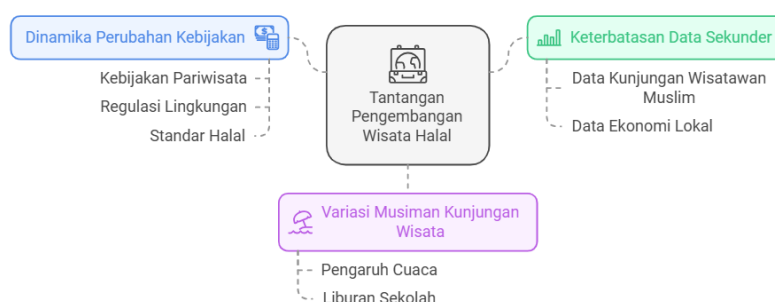 Dinamika Perubahan Kebijakan
Kebijakan Pariwisata
Regulasi Lingkungan
Standar Halal
Tantangan
Pengembangan
Wisata Halal
Keterbatasan Data Sekunder
Data Kunjungan Wisatawan
Muslim
Data Ekonomi Lokal
Variasi Musiman Kunjungan
Wisata
Pengaruh Cuaca
Liburan Sekolah